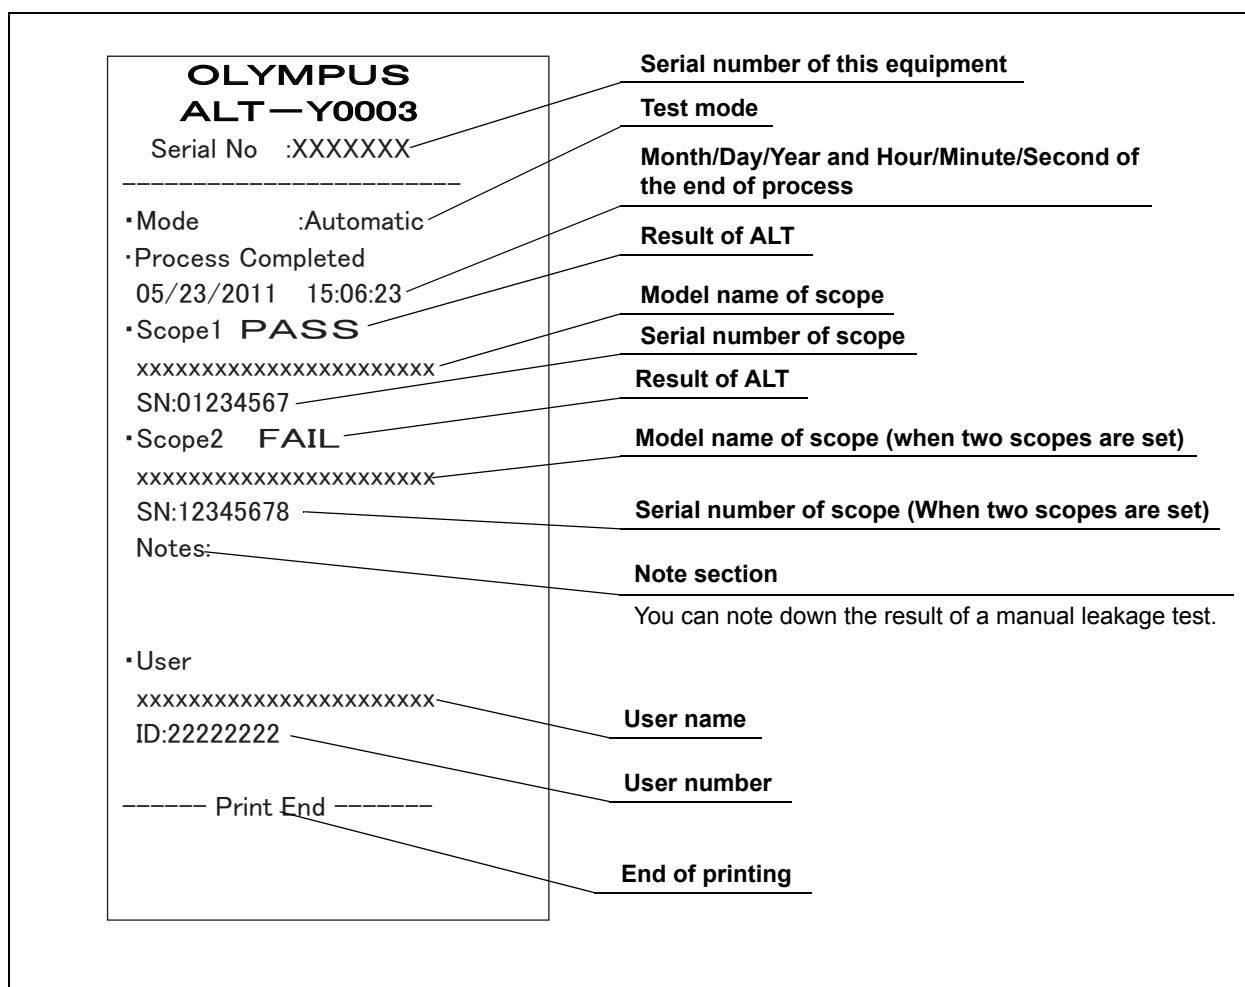 OLYMPUS
ALT—Y0003
Serial No :XXXXXXX
------------------------
▪Mode :Automatic
·Process Completed
05/23/2011 15:06:23
▪Scope1 PASS
xxxxxxxxxxxxxxxxxxxxxxx
SN:01234567
▪Scope2 FAIL
xxxxxxxxxxxxxxxxxxxxxxx
SN:12345678
Notes:
▪User
xxxxxxxxxxxxxxxxxxxxxxx
ID:22222222
------ Print End -------
Serial number of this equipment
Test mode
Month/Day/Year and Hour/Minute/Second of
the end of process
Result of ALT
Model name of scope
Serial number of scope
Result of ALT
Model name of scope (when two scopes are set)
Serial number of scope (When two scopes are set)
Note section
You can note down the result of a manual leakage test.
User name
User number
End of printing